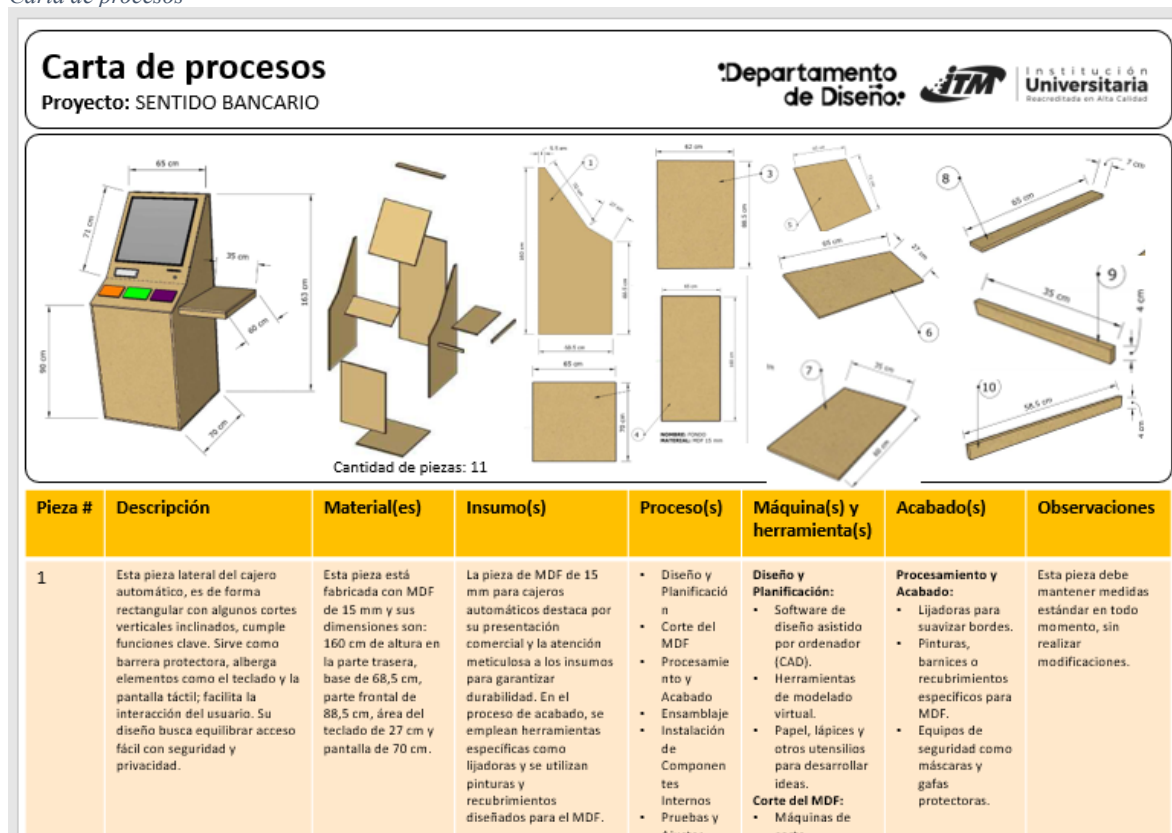 Carta de procesos
Carta de procesos
Proyecto: SENTIDO BANCARIO
Departamento
de Diseño
iTM
Institución
Universitaria
Reacreditada en Alta Calidad
65 cm
71 cm
35 cm
163 cm
60 cm
90 cm
70 cm
Cantidad de piezas: 11
5.5 cm
1
27 cm
68.5 cm
62 cm
3
88.5 cm
65 cm
70 cm
4
NOMBRE: FONDO
MATERIAL: MDF 15 mm
5
65 cm
27 cm
6
7
35 cm
60 cm
8
65 cm
7 cm
9
35 cm
4 cm
10
58.5 cm
4 cm
Pieza #
Descripción
Material(es)
Insumo(s)
Proceso(s)
Máquina(s) y
herramienta(s)
Acabado(s)
Observaciones
1
Esta pieza lateral del cajero
automático, es de forma
rectangular con algunos cortes
verticales inclinados, cumple
funciones clave. Sirve como
barrera protectora, alberga
elementos como el teclado y la
pantalla táctil; facilita la
interacción del usuario. Su
diseño busca equilibrar acceso
fácil con seguridad y
privacidad.
Esta pieza está
fabricada con MDF
de 15 mm y sus
dimensiones son:
160 cm de altura en
la parte trasera,
base de 68,5 cm,
parte frontal de
88,5 cm, área del
teclado de 27 cm y
pantalla de 70 cm.
La pieza de MDF de 15
mm para cajeros
automáticos destaca por
su presentación
comercial y la atención
meticulosa a los insumos
para garantizar
durabilidad. En el
proceso de acabado, se
emplean herramientas
específicas como
lijadoras y se utilizan
pinturas y
recubrimientos
diseñados para el MDF.
• Diseño y
Planificació
n
• Corte del
MDF
• Procesamie
nto y
Acabado
• Ensamblaje
• Instalación
de
Componen
tes
Internos
• Pruebas y
Diseño y
Planificación:
• Software de
diseño asistido
por ordenador
(CAD).
• Herramientas
de modelado
virtual.
• Papel, lápices y
otros utensilios
para desarrollar
ideas.
Corte del MDF:
• Máquinas de
Procesamiento y
Acabado:
• Lijadoras para
suavizar bordes.
• Pinturas,
barnices o
recubrimientos
específicos para
MDF.
• Equipos de
seguridad como
máscaras y
gafas
protectoras.
Esta pieza debe
mantener medidas
estándar en todo
momento, sin
realizar
modificaciones.